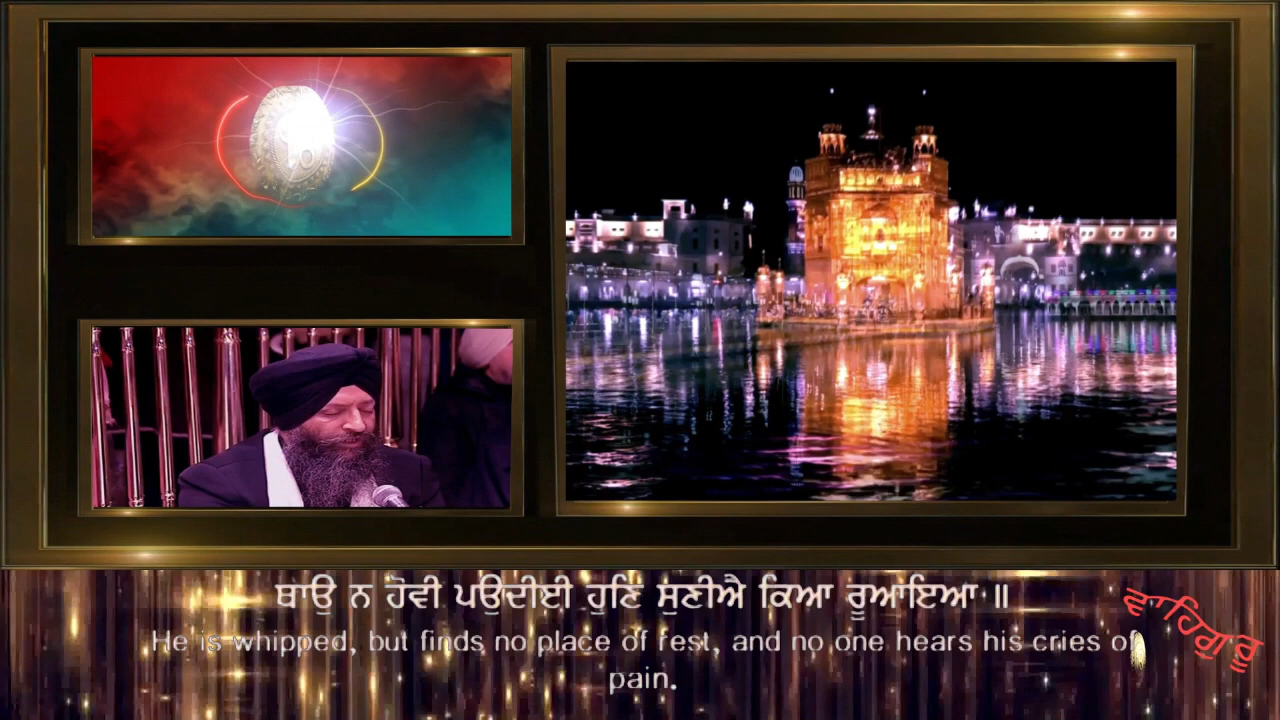 ਥਾਉ ਨ ਹੋਵੀ ਪਉਦੀਈ ਹੁਣਿ ਸੁਣੀਐ ਕਿਆ ਰੂਆਇਆ ॥
He is whipped, but finds no place of rest, and no one hears his cries of
pain.
ਵਾਹਿਗੁਰੂ